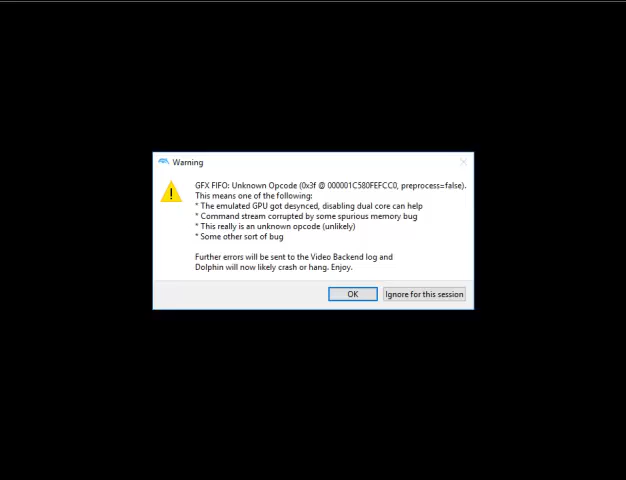 Warning
GFX FIFO: Unknown Opcode (0x3f @ 000001C580FEFCC0, preprocess=false).
This means one of the following:
* The emulated GPU got desynced, disabling dual core can help
* Command stream corrupted by some spurious memory bug
* This really is an unknown opcode (unlikely)
* Some other sort of bug
Further errors will be sent to the Video Backend log and
Dolphin will now likely crash or hang. Enjoy.
OK
Ignore for this session